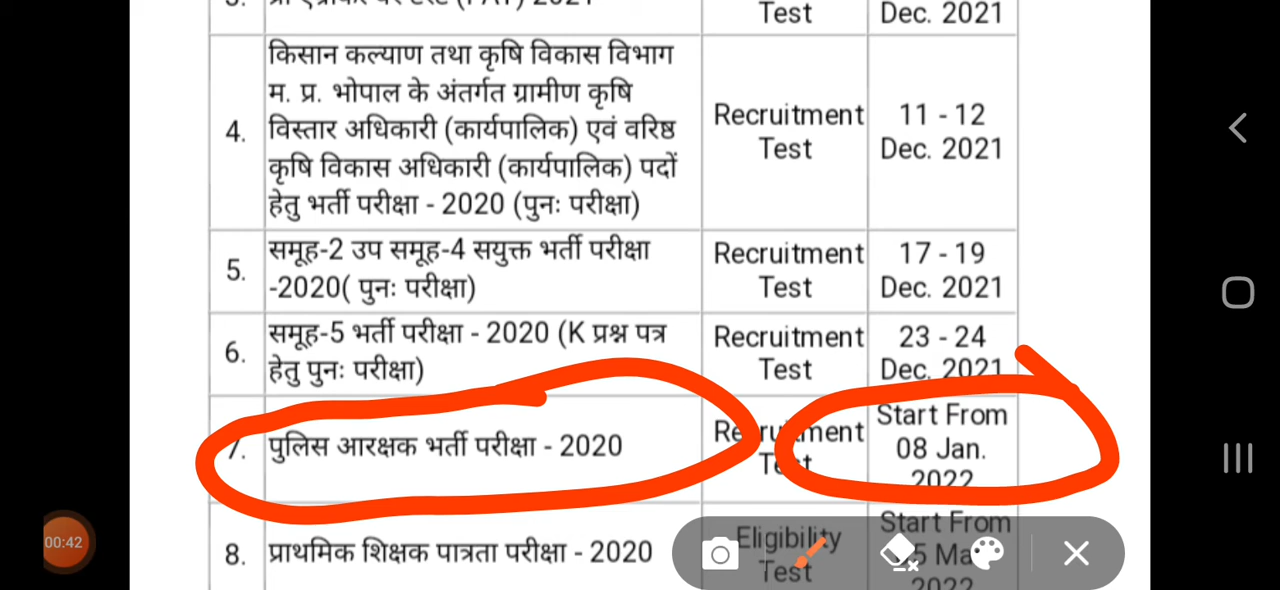 3.
(PAT) 2021
Test
Dec. 2021
4.
किसान कल्याण तथा कृषि विकास विभाग
म. प्र. भोपाल के अंतर्गत ग्रामीण कृषि
विस्तार अधिकारी (कार्यपालिक) एवं वरिष्ठ
कृषि विकास अधिकारी (कार्यपालिक) पदों
हेतु भर्ती परीक्षा - 2020 (पुनः परीक्षा)
Recruitment
Test
11 - 12
Dec. 2021
5.
समूह-2 उप समूह-4 सयुक्त भर्ती परीक्षा
-2020( पुनः परीक्षा)
Recruitment
Test
17 - 19
Dec. 2021
6.
समूह-5 भर्ती परीक्षा - 2020 (K प्रश्न पत्र
हेतु पुनः परीक्षा)
Recruitment
Test
23 - 24
Dec. 2021
7.
पुलिस आरक्षक भर्ती परीक्षा - 2020
Recruitment
Test
Start From
08 Jan.
2022
8.
प्राथमिक शिक्षक पात्रता परीक्षा - 2020
Eligibility
Test
Start From
2022
00:42